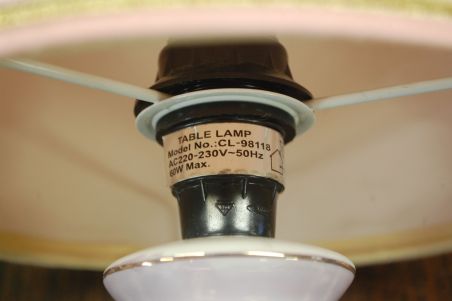 TABLE LAMP
Model No.:CL-98118
AC220-230V~50Hz
60W Max.